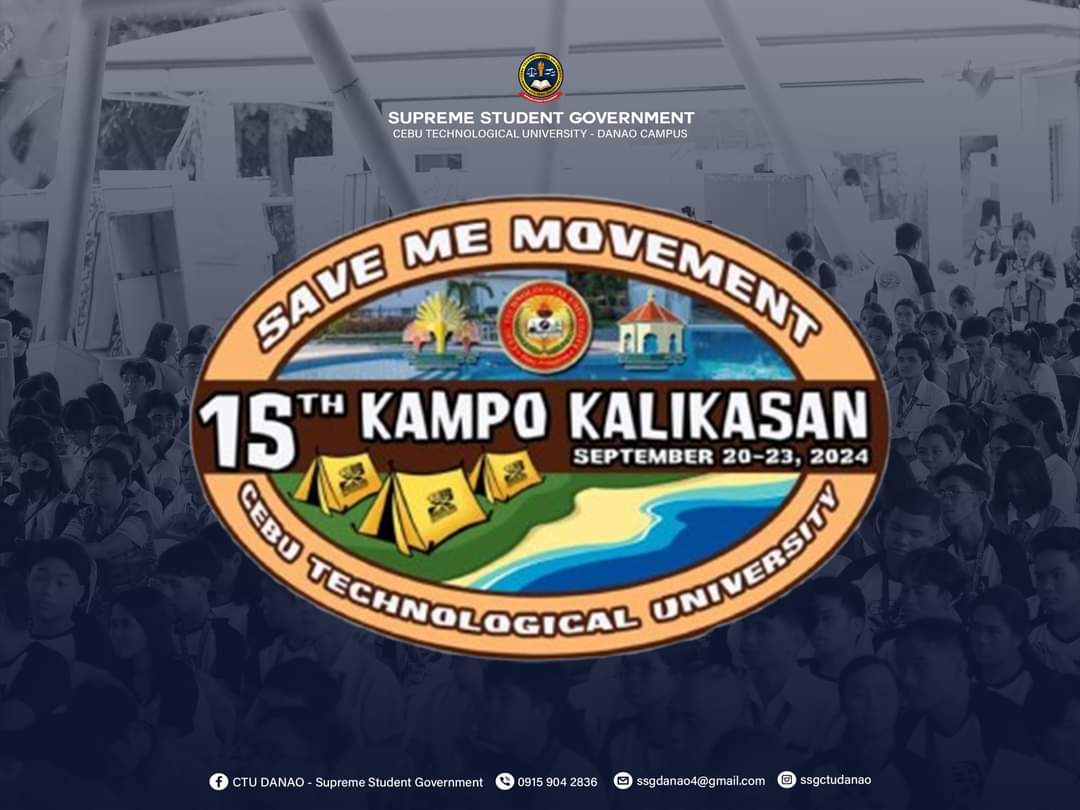 SUPREME STUDENT GOVERNMENT
CEBU TECHNOLOGICAL UNIVERSITY - DANAO CAMPUS
SAVE ME MOVEMENT
15TH KAMPO KALIKASAN
SEPTEMBER 20-23, 2024
CEBU TECHNOLOGICAL UNIVERSITY
CTU DANAO - Supreme Student Government
0915 904 2836
ssgdanao4@gmail.com
ssgctudanao